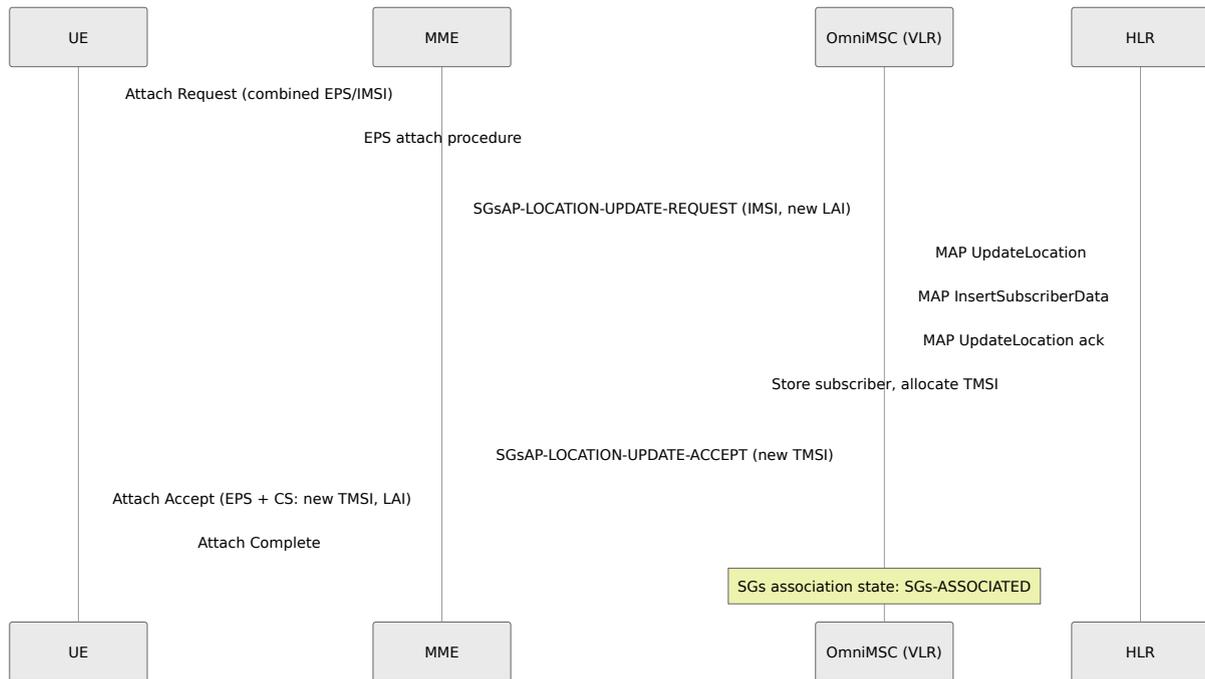 UE
MME
OmniMSC (VLR)
HLR
Attach Request (combined EPS/IMSI)
EPS attach procedure
SGsAP-LOCATION-UPDATE-REQUEST (IMSI, new LAI)
MAP UpdateLocation
MAP InsertSubscriberData
MAP UpdateLocation ack
Store subscriber, allocate TMSI
SGsAP-LOCATION-UPDATE-ACCEPT (new TMSI)
Attach Accept (EPS + CS: new TMSI, LAI)
Attach Complete
SGs association state: SGs-ASSOCIATED
UE
MME
OmniMSC (VLR)
HLR